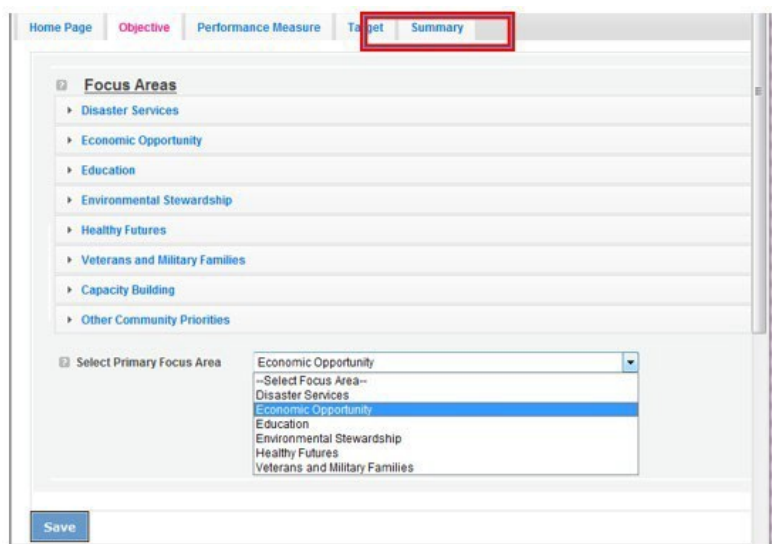 Home Page Objective Performance Measure Target Summary
Focus Areas
Disaster Services
Economic Opportunity
Education
Environmental Stewardship
Healthy Futures
Veterans and Military Families
Capacity Building
Other Community Priorities
Select Primary Focus Area Economic Opportunity
--Select Focus Area--
Disaster Services
Economic Opportunity
Education
Environmental Stewardship
Healthy Futures
Veterans and Military Families
Save